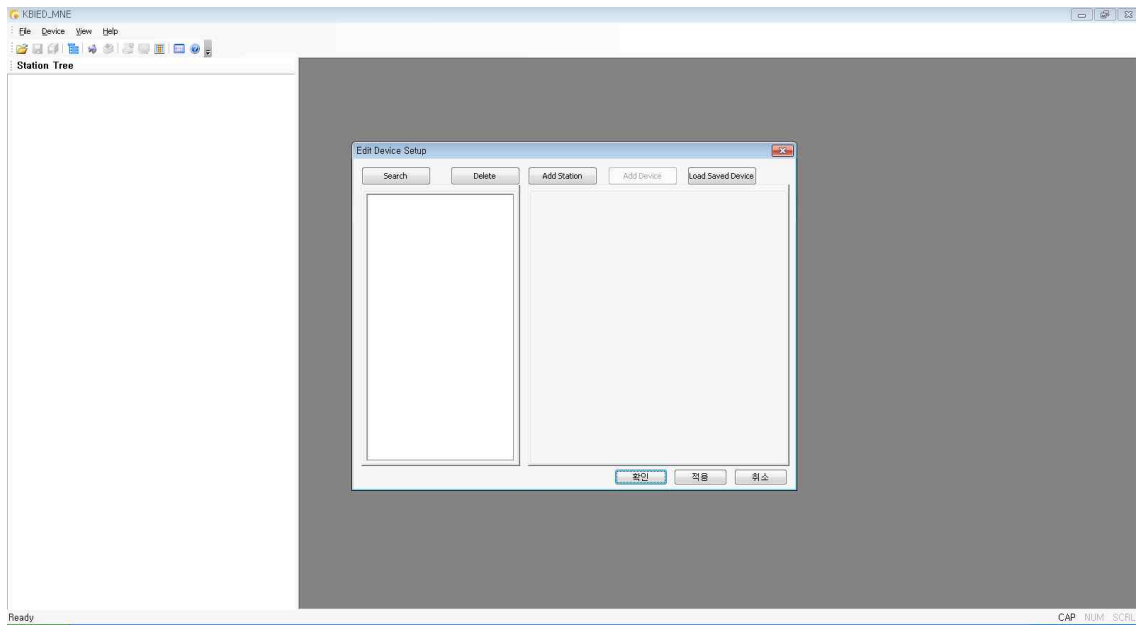 KBIED_MNE
File Device View Help
Station Tree
Edit Device Setup
Search Delete Add Station Add Device Load Saved Device
확인 적용 취소
Ready CAP NUM SCRL